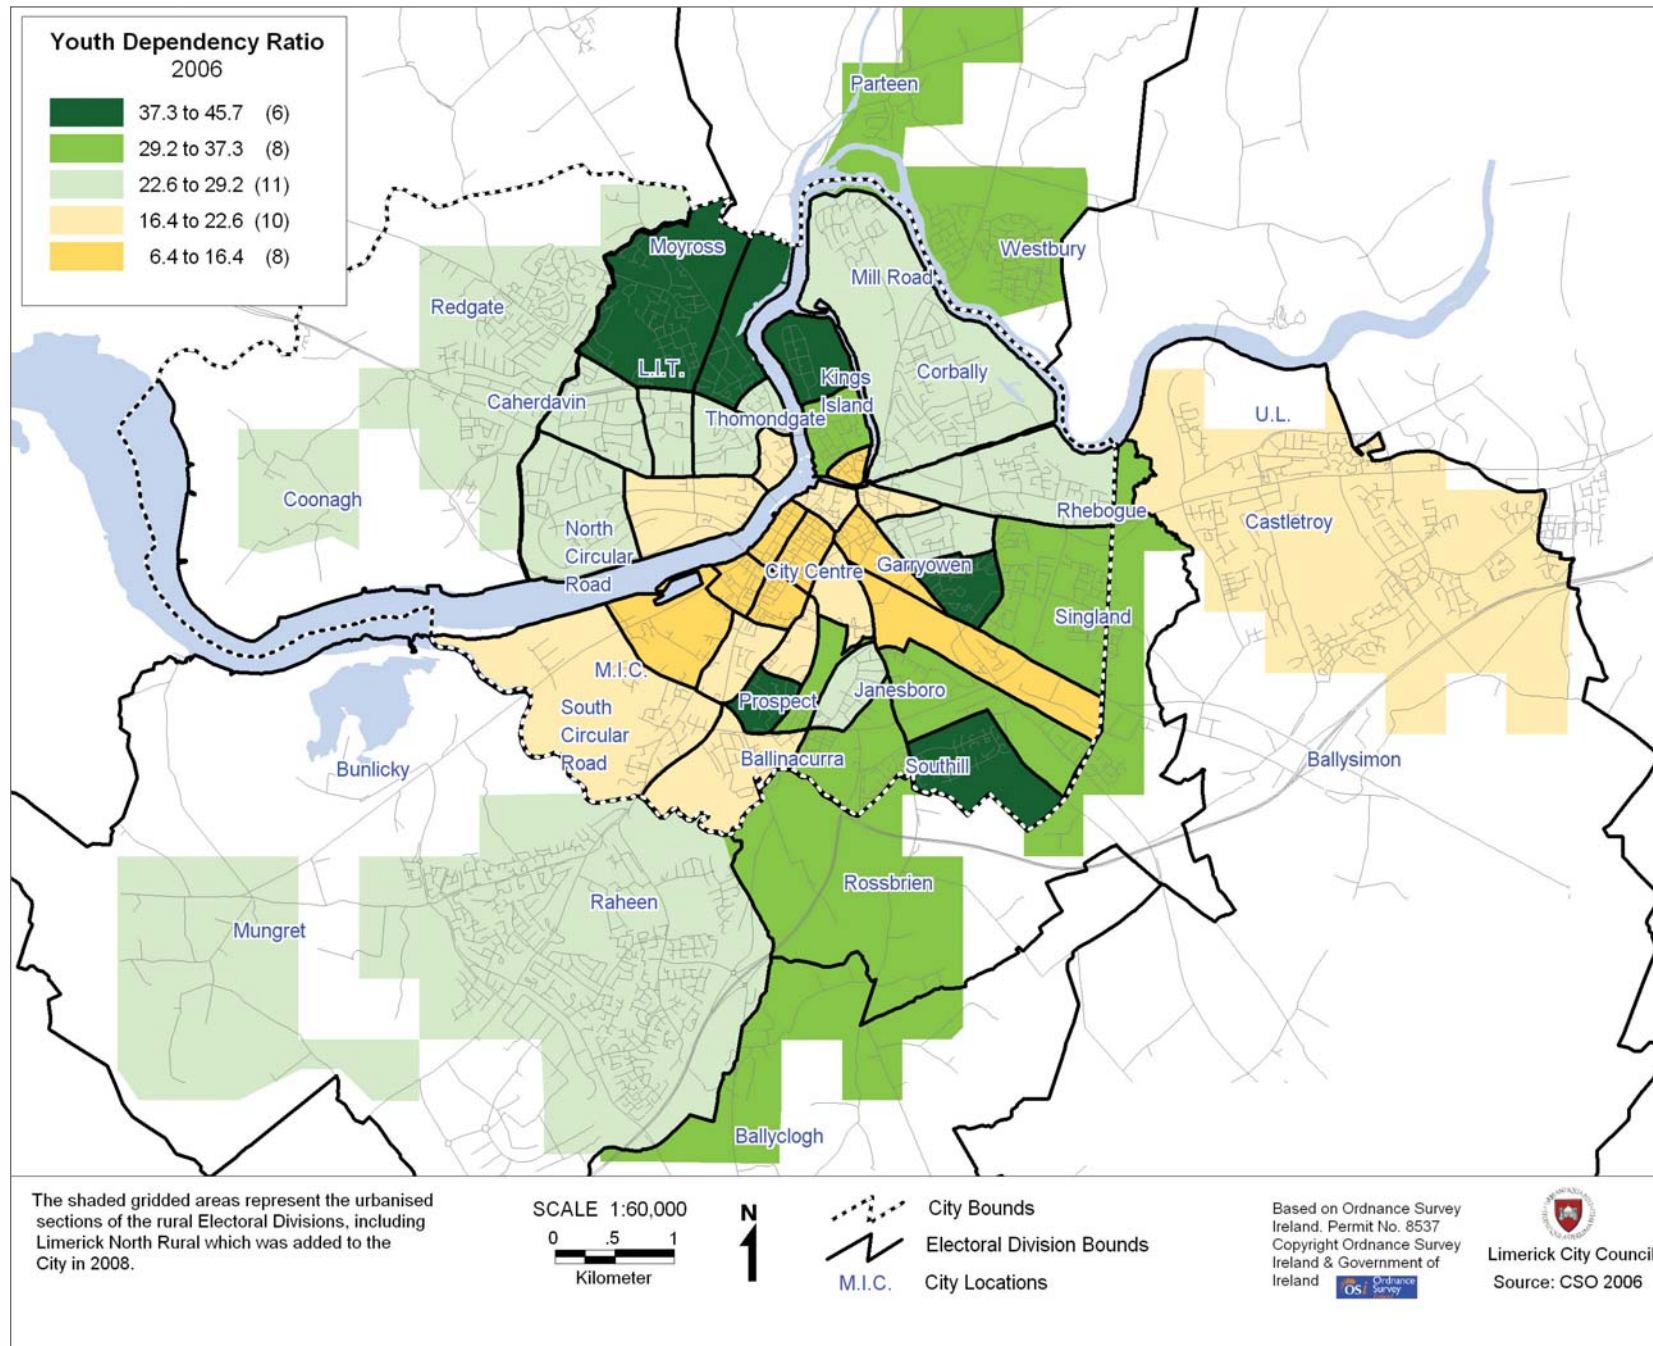 Youth Dependency Ratio
2006
37.3 to 45.7 (6)
29.2 to 37.3 (8)
22.6 to 29.2 (11)
16.4 to 22.6 (10)
6.4 to 16.4 (8)
Parteen
Moyross
Westbury
Mill Road
Redgate
L.I.T.
Corbally
Kings
Island
Caherdavin
Thomondgate
U.L.
Coonagh
Rhebogue
Castletroy
North
Circular
Road
City Centre
Garryowen
Singland
M.I.C.
Prospect
Janesboro
South
Circular
Road
Bunlicky
Ballinacurra
Southill
Ballysimon
Rossbrien
Raheen
Mungret
Ballyclogh
The shaded gridded areas represent the urbanised
sections of the rural Electoral Divisions, including
Limerick North Rural which was added to the
City in 2008.
SCALE 1:60,000
0 .5 1
Kilometer
N
City Bounds
Electoral Division Bounds
M.I.C. City Locations
Based on Ordnance Survey
Ireland. Permit No. 8537
Copyright Ordnance Survey
Ireland & Government of
Ireland
OSi Ordnance
Survey
Limerick City Council
Source: CSO 2006